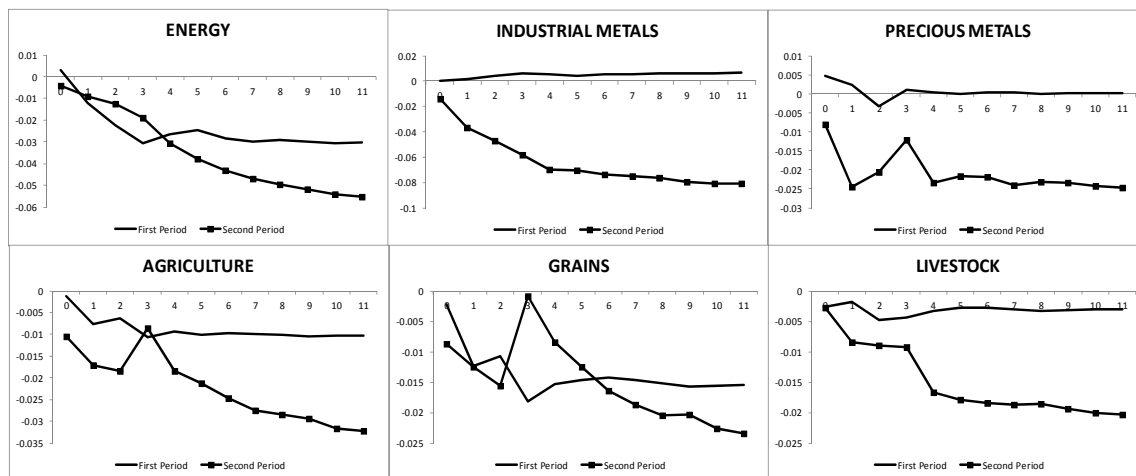 ENERGY
0.01
0
-0.01
-0.02
-0.03
-0.04
-0.05
-0.06
0 1 2 3 4 5 6 7 8 9 10 11
First Period Second Period
INDUSTRIAL METALS
0.02
0
-0.02
-0.04
-0.06
-0.08
-0.1
0 1 2 3 4 5 6 7 8 9 10 11
First Period Second Period
PRECIOUS METALS
0.01
0.005
0
-0.005
-0.01
-0.015
-0.02
-0.025
-0.03
0 1 2 3 4 5 6 7 8 9 10 11
First Period Second Period
AGRICULTURE
0
-0.005
-0.01
-0.015
-0.02
-0.025
-0.03
-0.035
0 1 2 3 4 5 6 7 8 9 10 11
First Period Second Period
GRAINS
0
-0.005
-0.01
-0.015
-0.02
-0.025
0 1 2 3 4 5 6 7 8 9 10 11
First Period Second Period
LIVESTOCK
0
-0.005
-0.01
-0.015
-0.02
-0.025
0 1 2 3 4 5 6 7 8 9 10 11
First Period Second Period